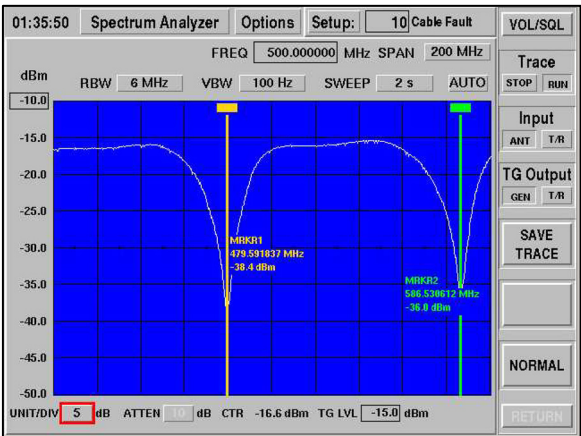 01:35:50 Spectrum Analyzer Options Setup: 10 Cable Fault VOL/SQL
FREQ 500.000000 MHz SPAN 200 MHz
dBm RBW 6 MHz VBW 100 Hz SWEEP 2 s AUTO
Trace
STOP RUN
Input
ANT T/R
TG Output
GEN T/R
SAVE
TRACE
NORMAL
RETURN
-10.0
-15.0
-20.0
-25.0
-30.0
-35.0
-40.0
-45.0
-50.0
MRKR1
479.591837 MHz
-38.4 dBm
MRKR2
586.530612 MHz
-36.0 dBm
UNIT/DIV 5 dB ATTEN 10 dB CTR -16.6 dBm TG LVL -15.0 dBm